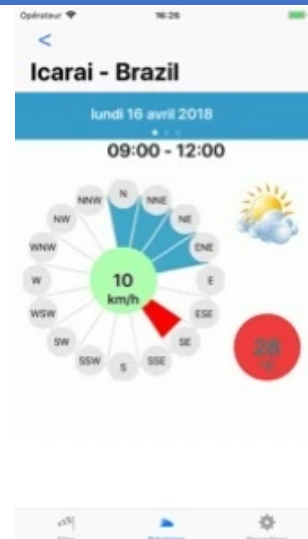 Opérateur 16:26
<
Icarai - Brazil
lundi 16 avril 2018
09:00 - 12:00
N
NNW NNE
NW NE
WNW ENE
W 10 E
km/h
WSW ESE
SW SE
SSW SSE
S
28